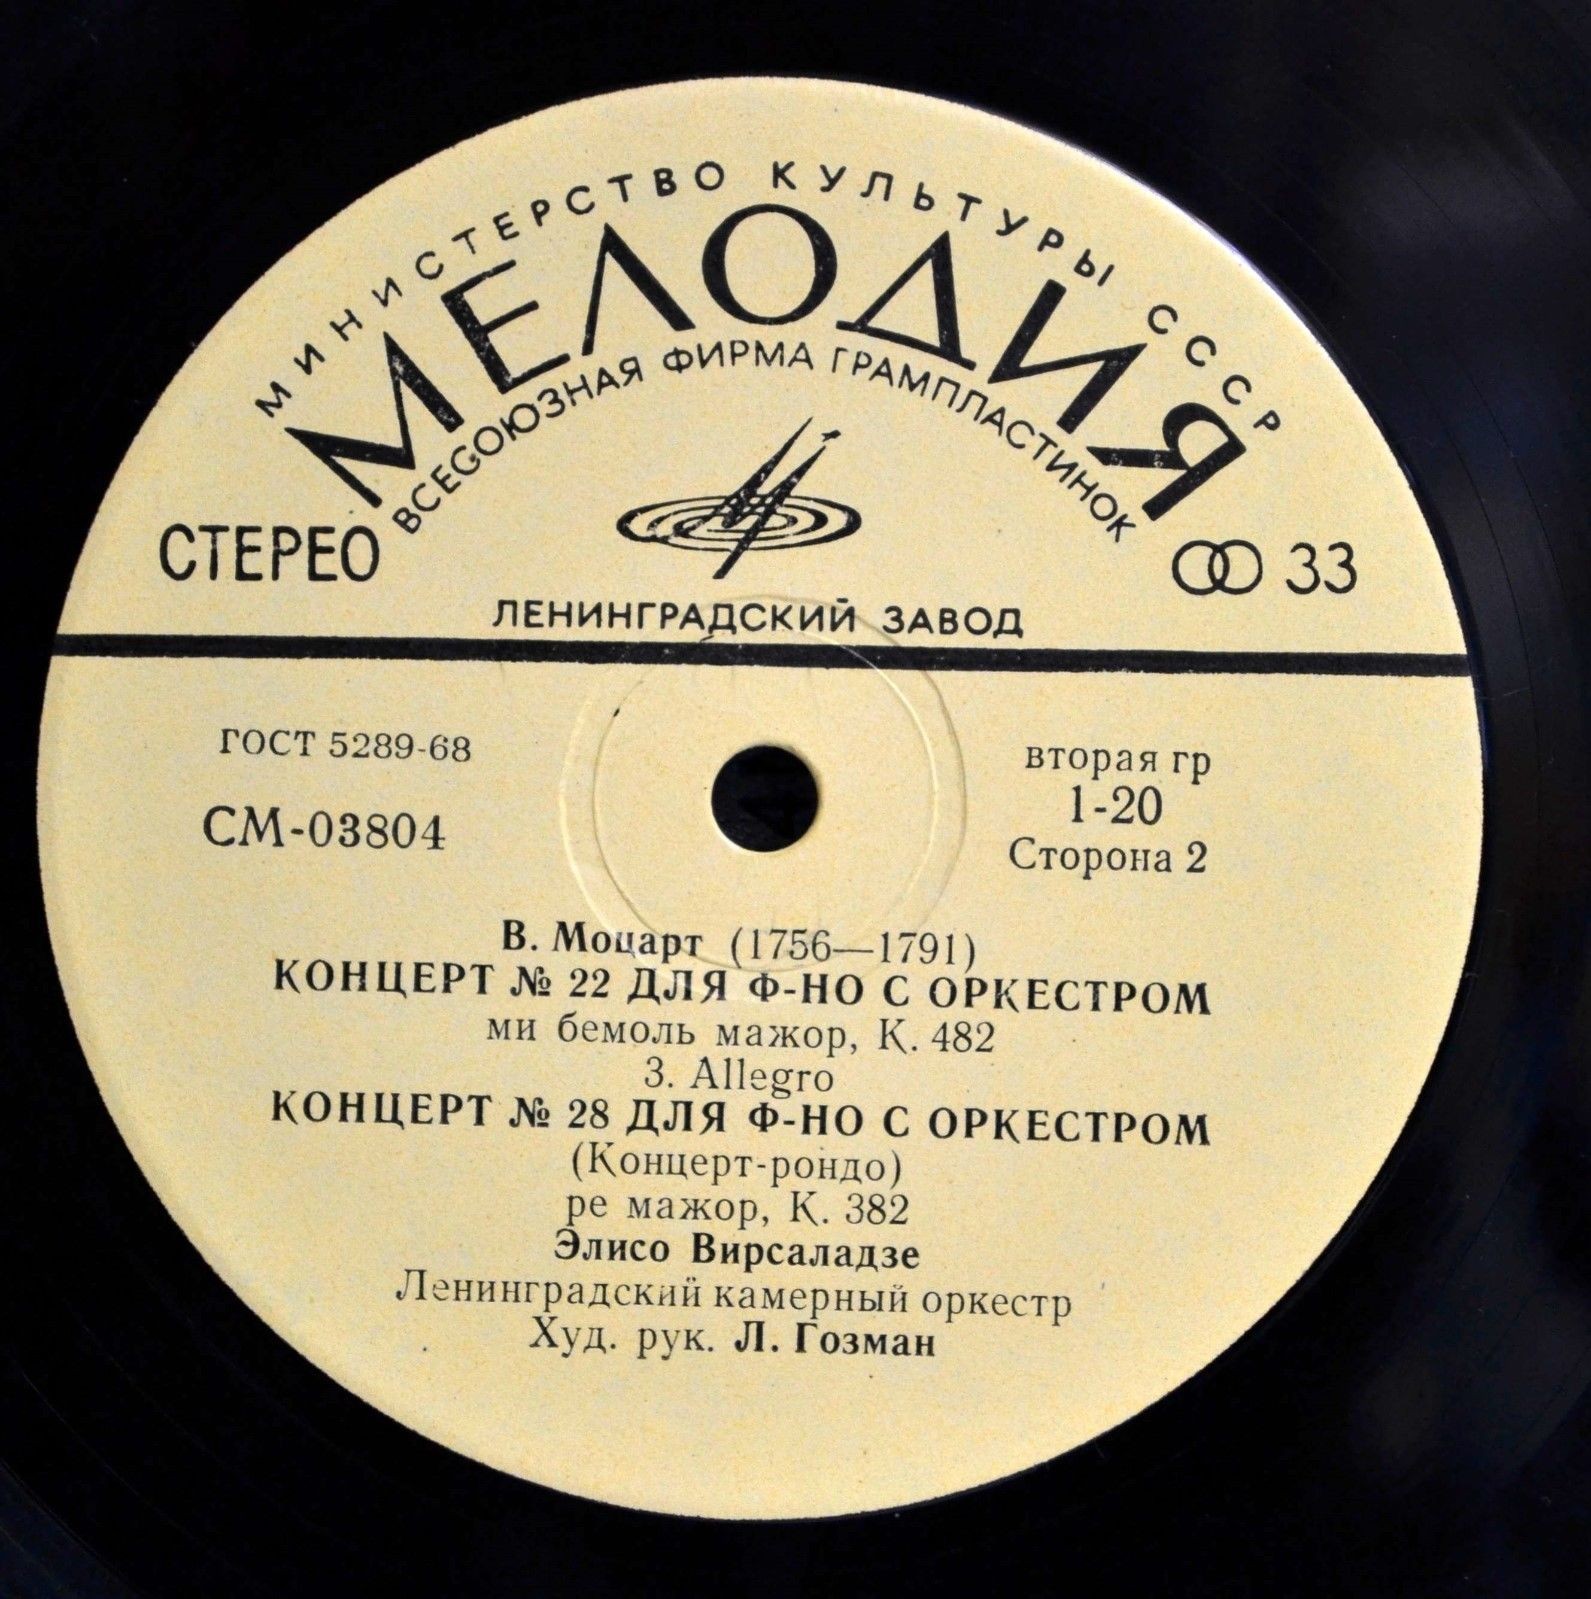 МИНИСТЕРСТВО КУЛЬТУРЫ СССР
МЕЛОДИЯ
ВСЕСОЮЗНАЯ ФИРМА ГРАМПЛАСТИНОК
СТЕРЕО
33
ЛЕНИНГРАДСКИЙ ЗАВОД
ГОСТ 5289-68
вторая гр
СМ-03804
1-20
Сторона 2
В. Моцарт (1756—1791)
КОНЦЕРТ № 22 ДЛЯ Ф-НО С ОРКЕСТРОМ
ми бемоль мажор, К. 482
3. Allegro
КОНЦЕРТ № 28 ДЛЯ Ф-НО С ОРКЕСТРОМ
(Концерт-рондо)
ре мажор, К. 382
Элисо Вирсаладзе
Ленинградский камерный оркестр
Худ. рук. Л. Гозман